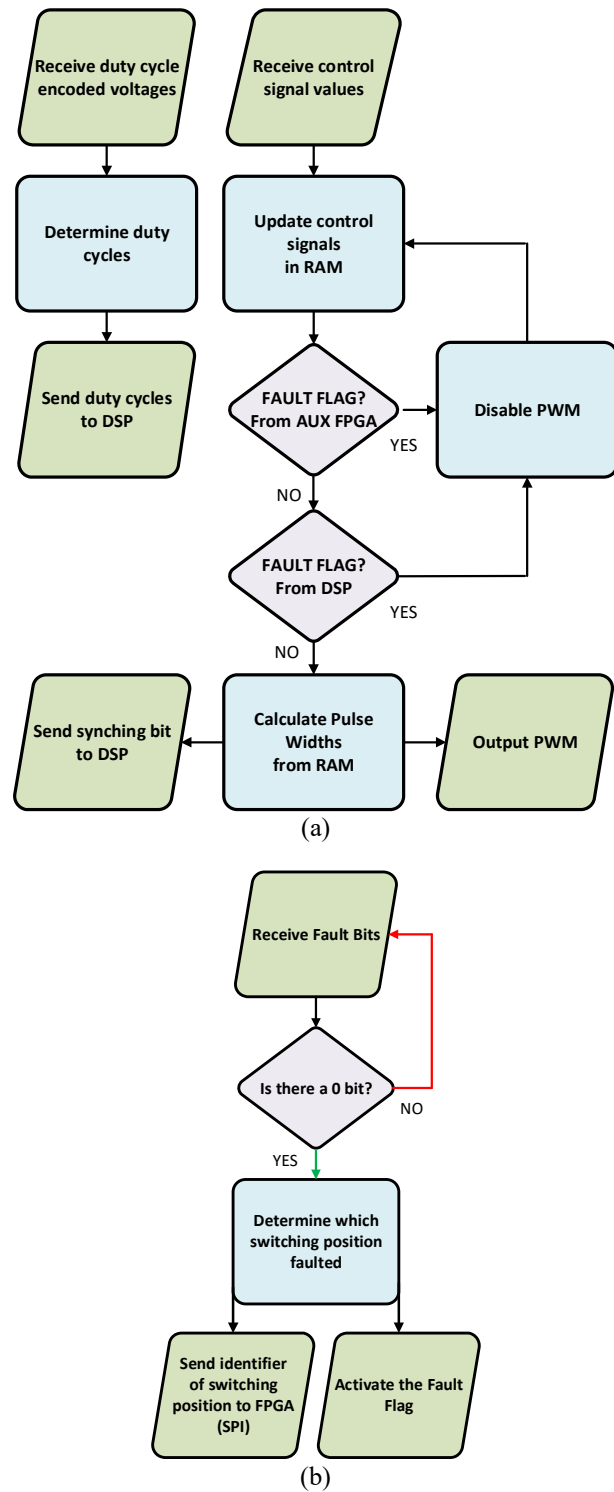 Receive duty cycle
encoded voltages
Receive control
signal values
Determine duty
cycles
Update control
signals
in RAM
Send duty cycles
to DSP
FAULT FLAG?
From AUX FPGA
YES
Disable PWM
NO
FAULT FLAG?
From DSP
YES
NO
Send synching bit
to DSP
Calculate Pulse
Widths
from RAM
Output PWM
(a)
Receive Fault Bits
Is there a 0 bit?
NO
YES
Determine which
switching position
faulted
Send identifier
of switching
position to FPGA
(SPI)
Activate the Fault
Flag
(b)